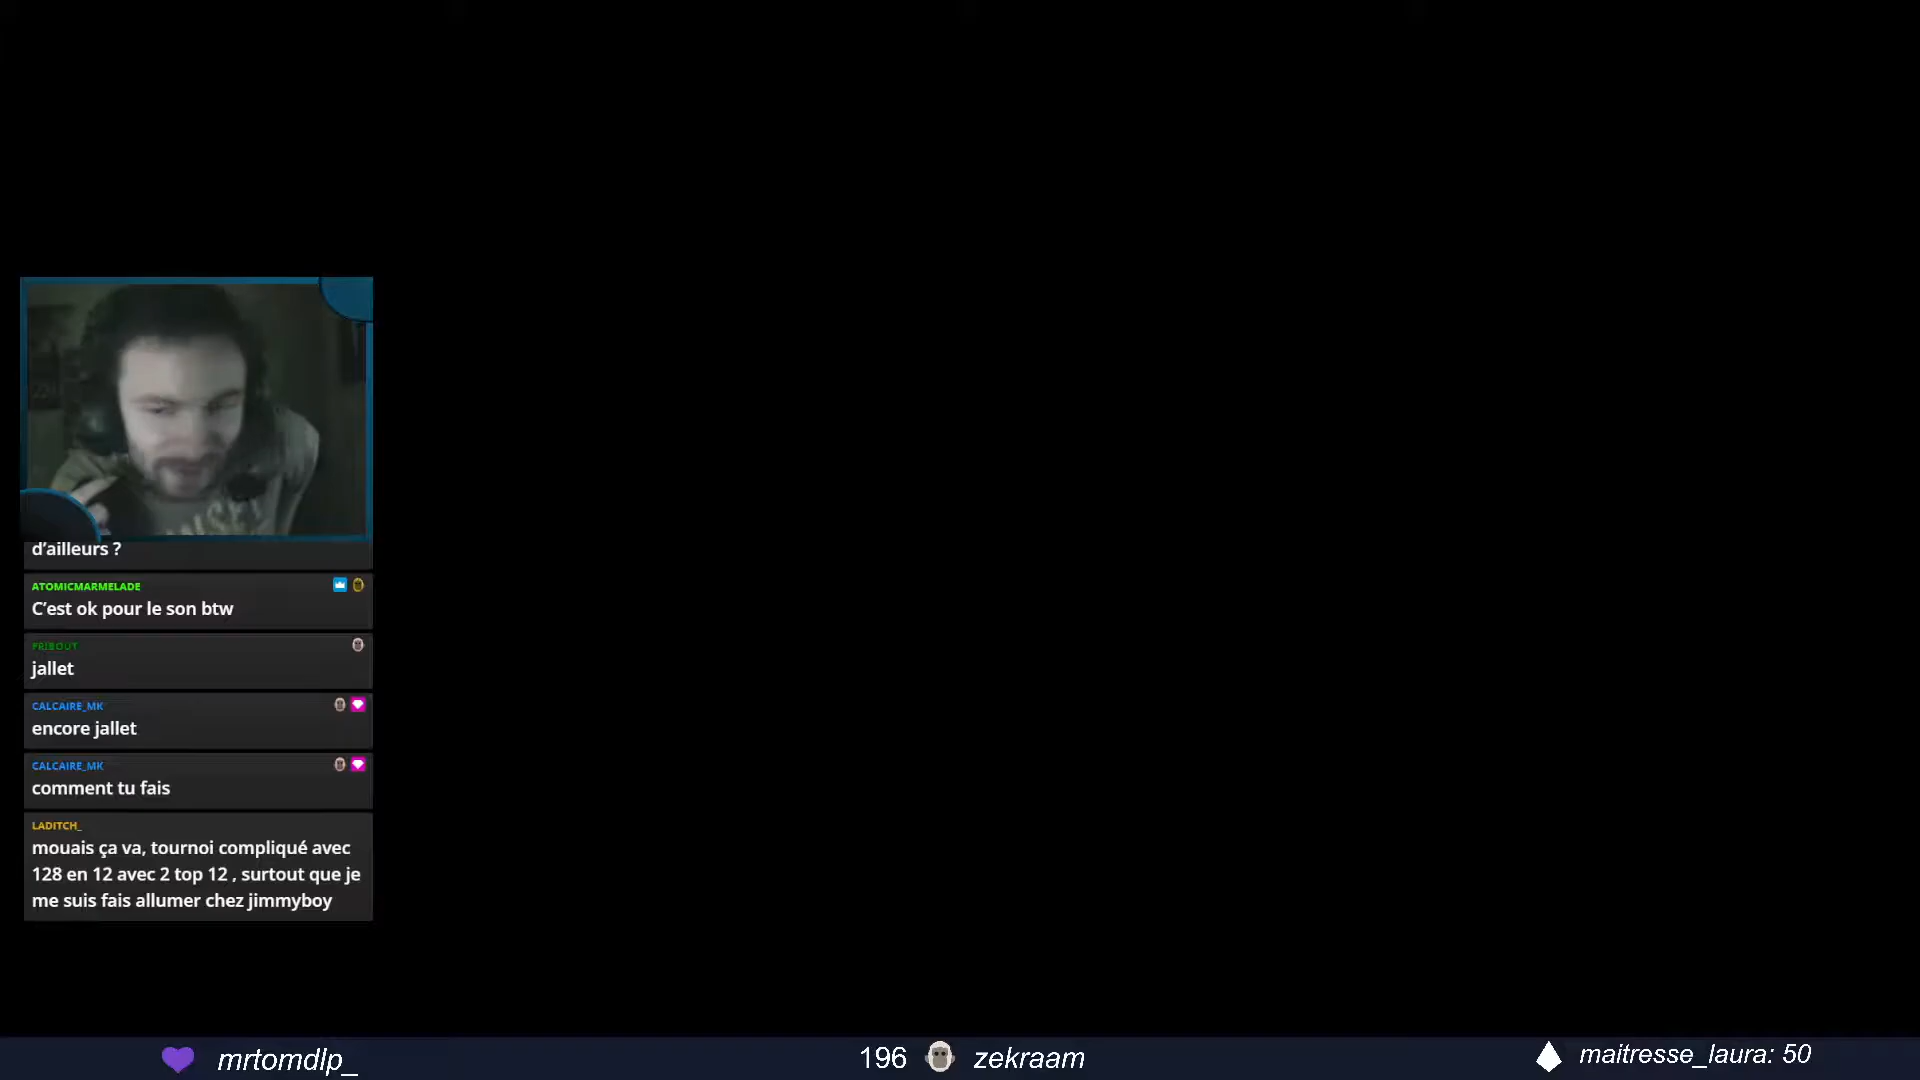 d’ailleurs ?
ATOMICMARMELADE
C’est ok pour le son btw
PRIBOUT
jallet
CALCAIRE_MK
encore jallet
CALCAIRE_MK
comment tu fais
LADITCH_
mouais ça va, tournoi compliqué avec
128 en 12 avec 2 top 12 , surtout que je
me suis fais allumer chez jimmyboy
mrtomdlp_
196 zekraam
maitresse_laura: 50